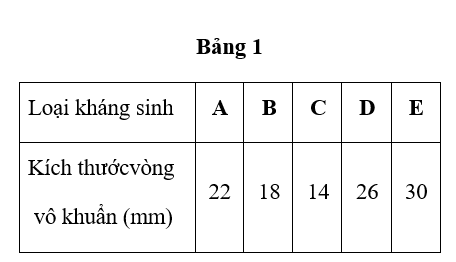 Bảng 1
Loại kháng sinh A B C D E
Kích thướcvòng
vô khuẩn (mm) 22 18 14 26 30